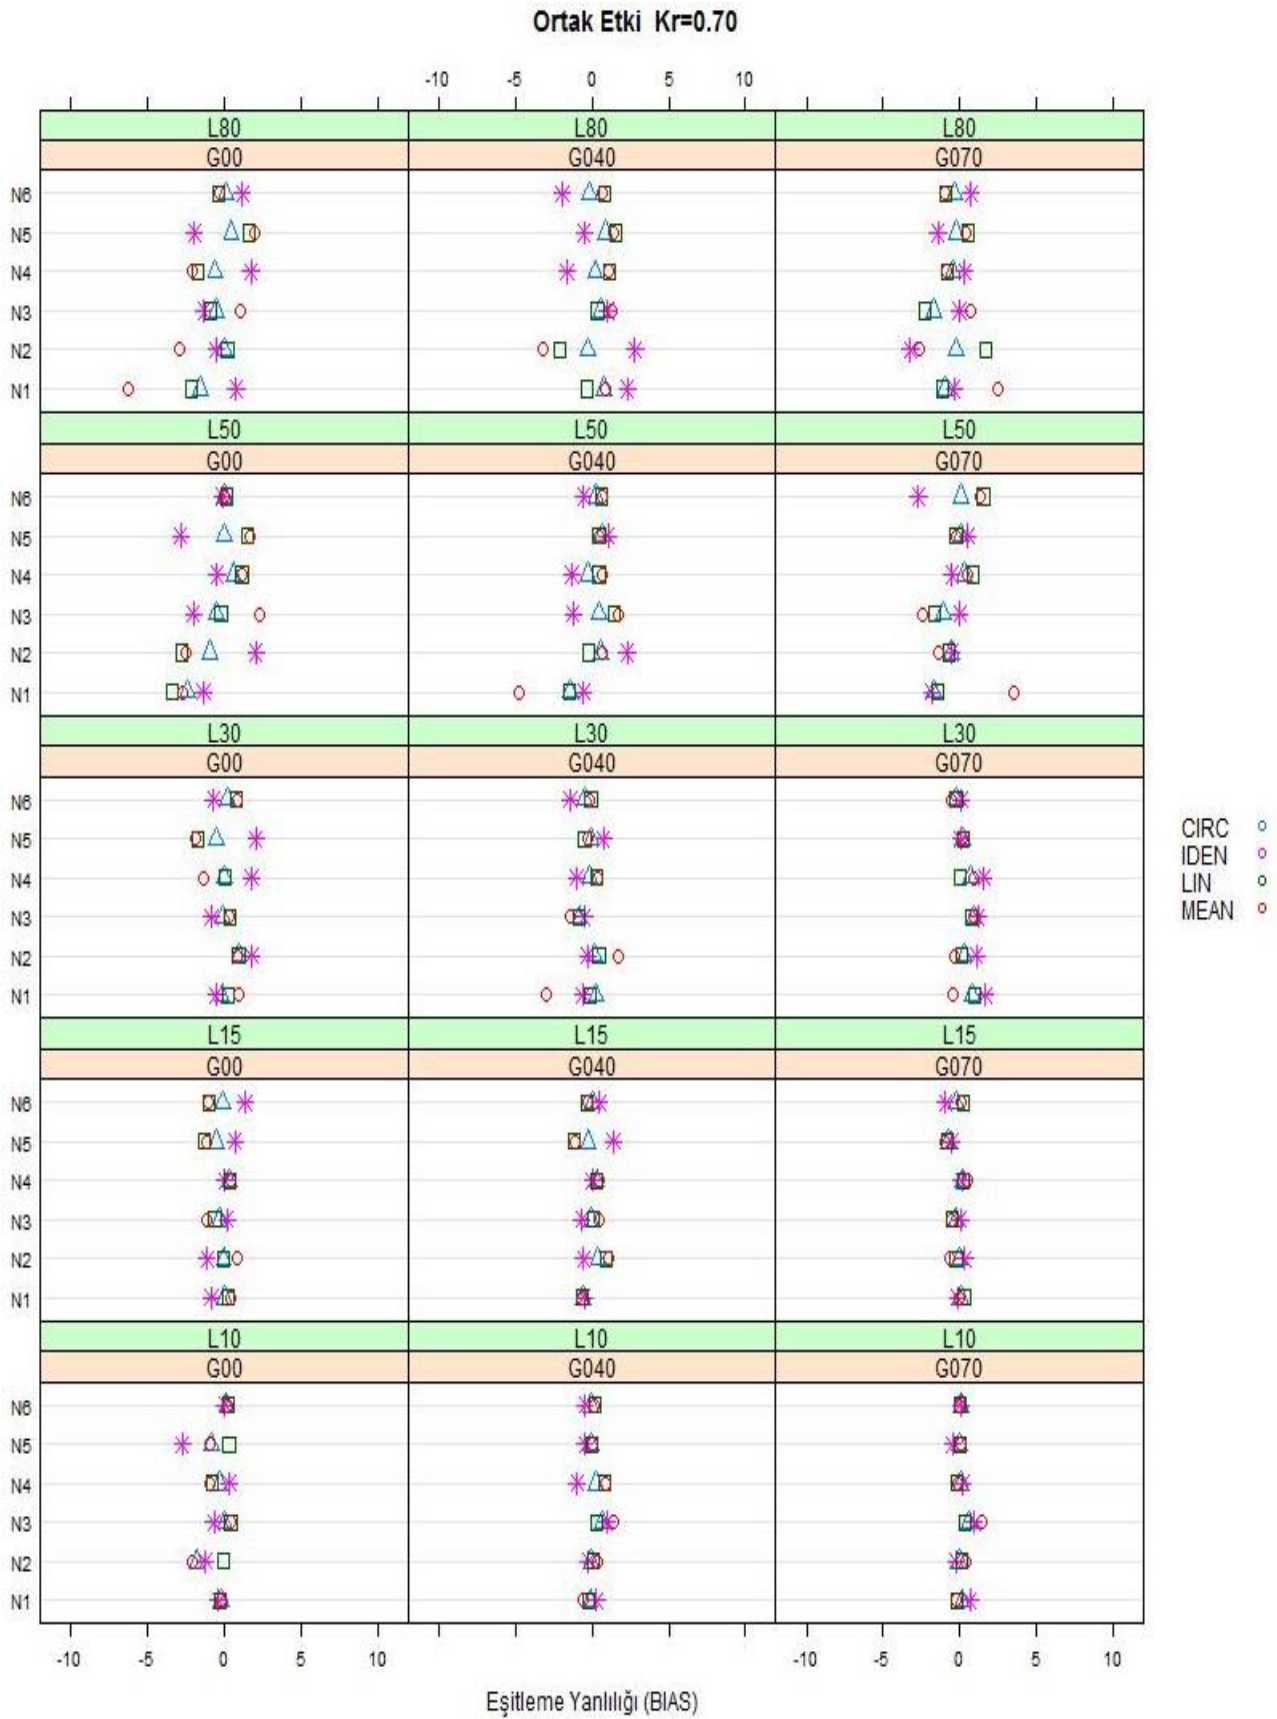 Ortak Etki Kr=0.70
-10 -5 0 5 10
L80 L80 L80
G00 G040 G070
N6
N5
N4
N3
N2
N1
L50 L50 L50
G00 G040 G070
N6
N5
N4
N3
N2
N1
L30 L30 L30
G00 G040 G070
N6
N5
N4
N3
N2
N1
CIRC
IDEN
LIN
MEAN
L15 L15 L15
G00 G040 G070
N6
N5
N4
N3
N2
N1
L10 L10 L10
G00 G040 G070
N6
N5
N4
N3
N2
N1
-10 -5 0 5 10 -10 -5 0 5 10
Eşitleme Yanlılığı (BIAS)